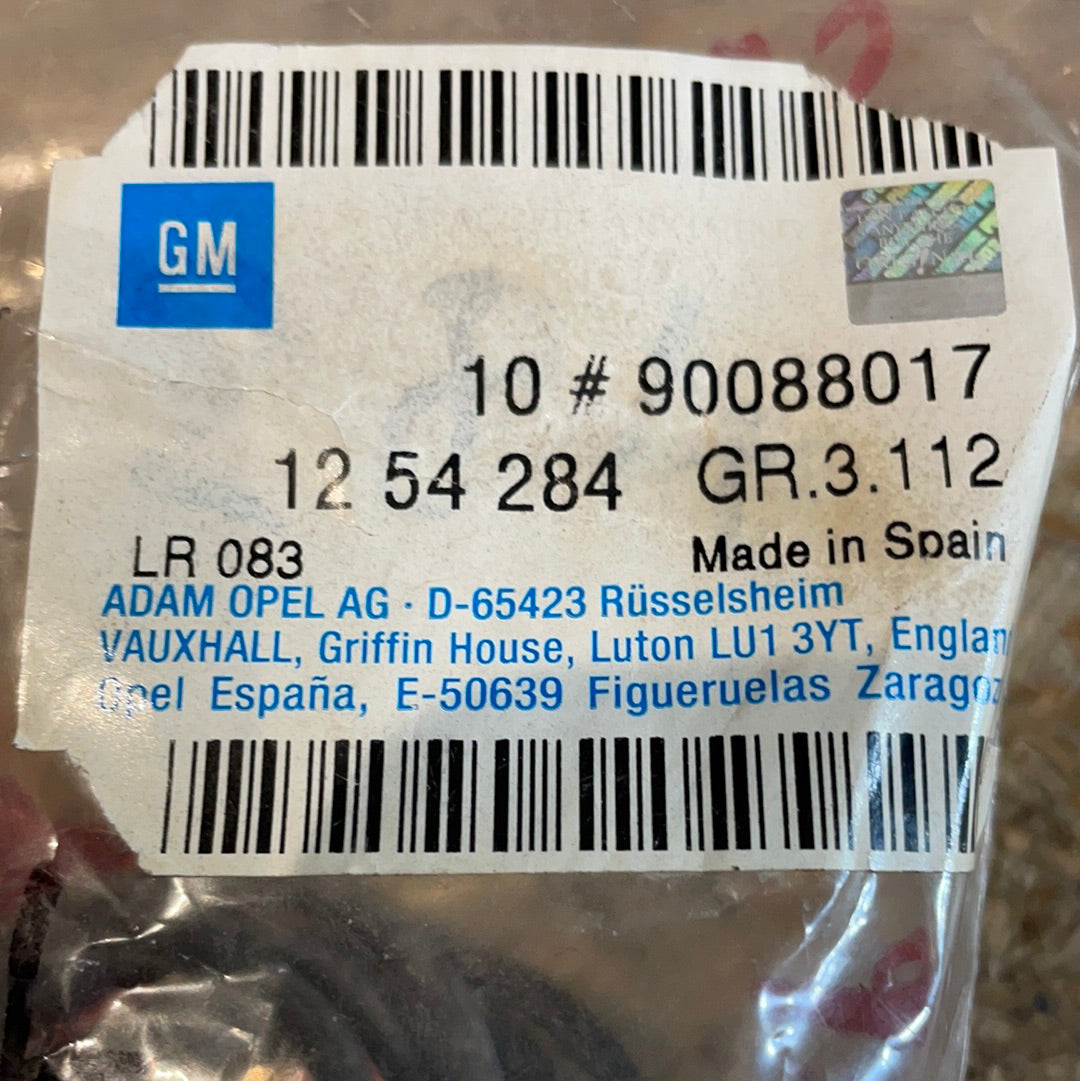 GM
10 # 90088017
12 54 284 GR.3.112
LR 083
Made in Spain
ADAM OPEL AG · D-65423 Rüsselsheim
VAUXHALL, Griffin House, Luton LU1 3YT, Englan
Opel España, E-50639 Figueruelas Zaragoz